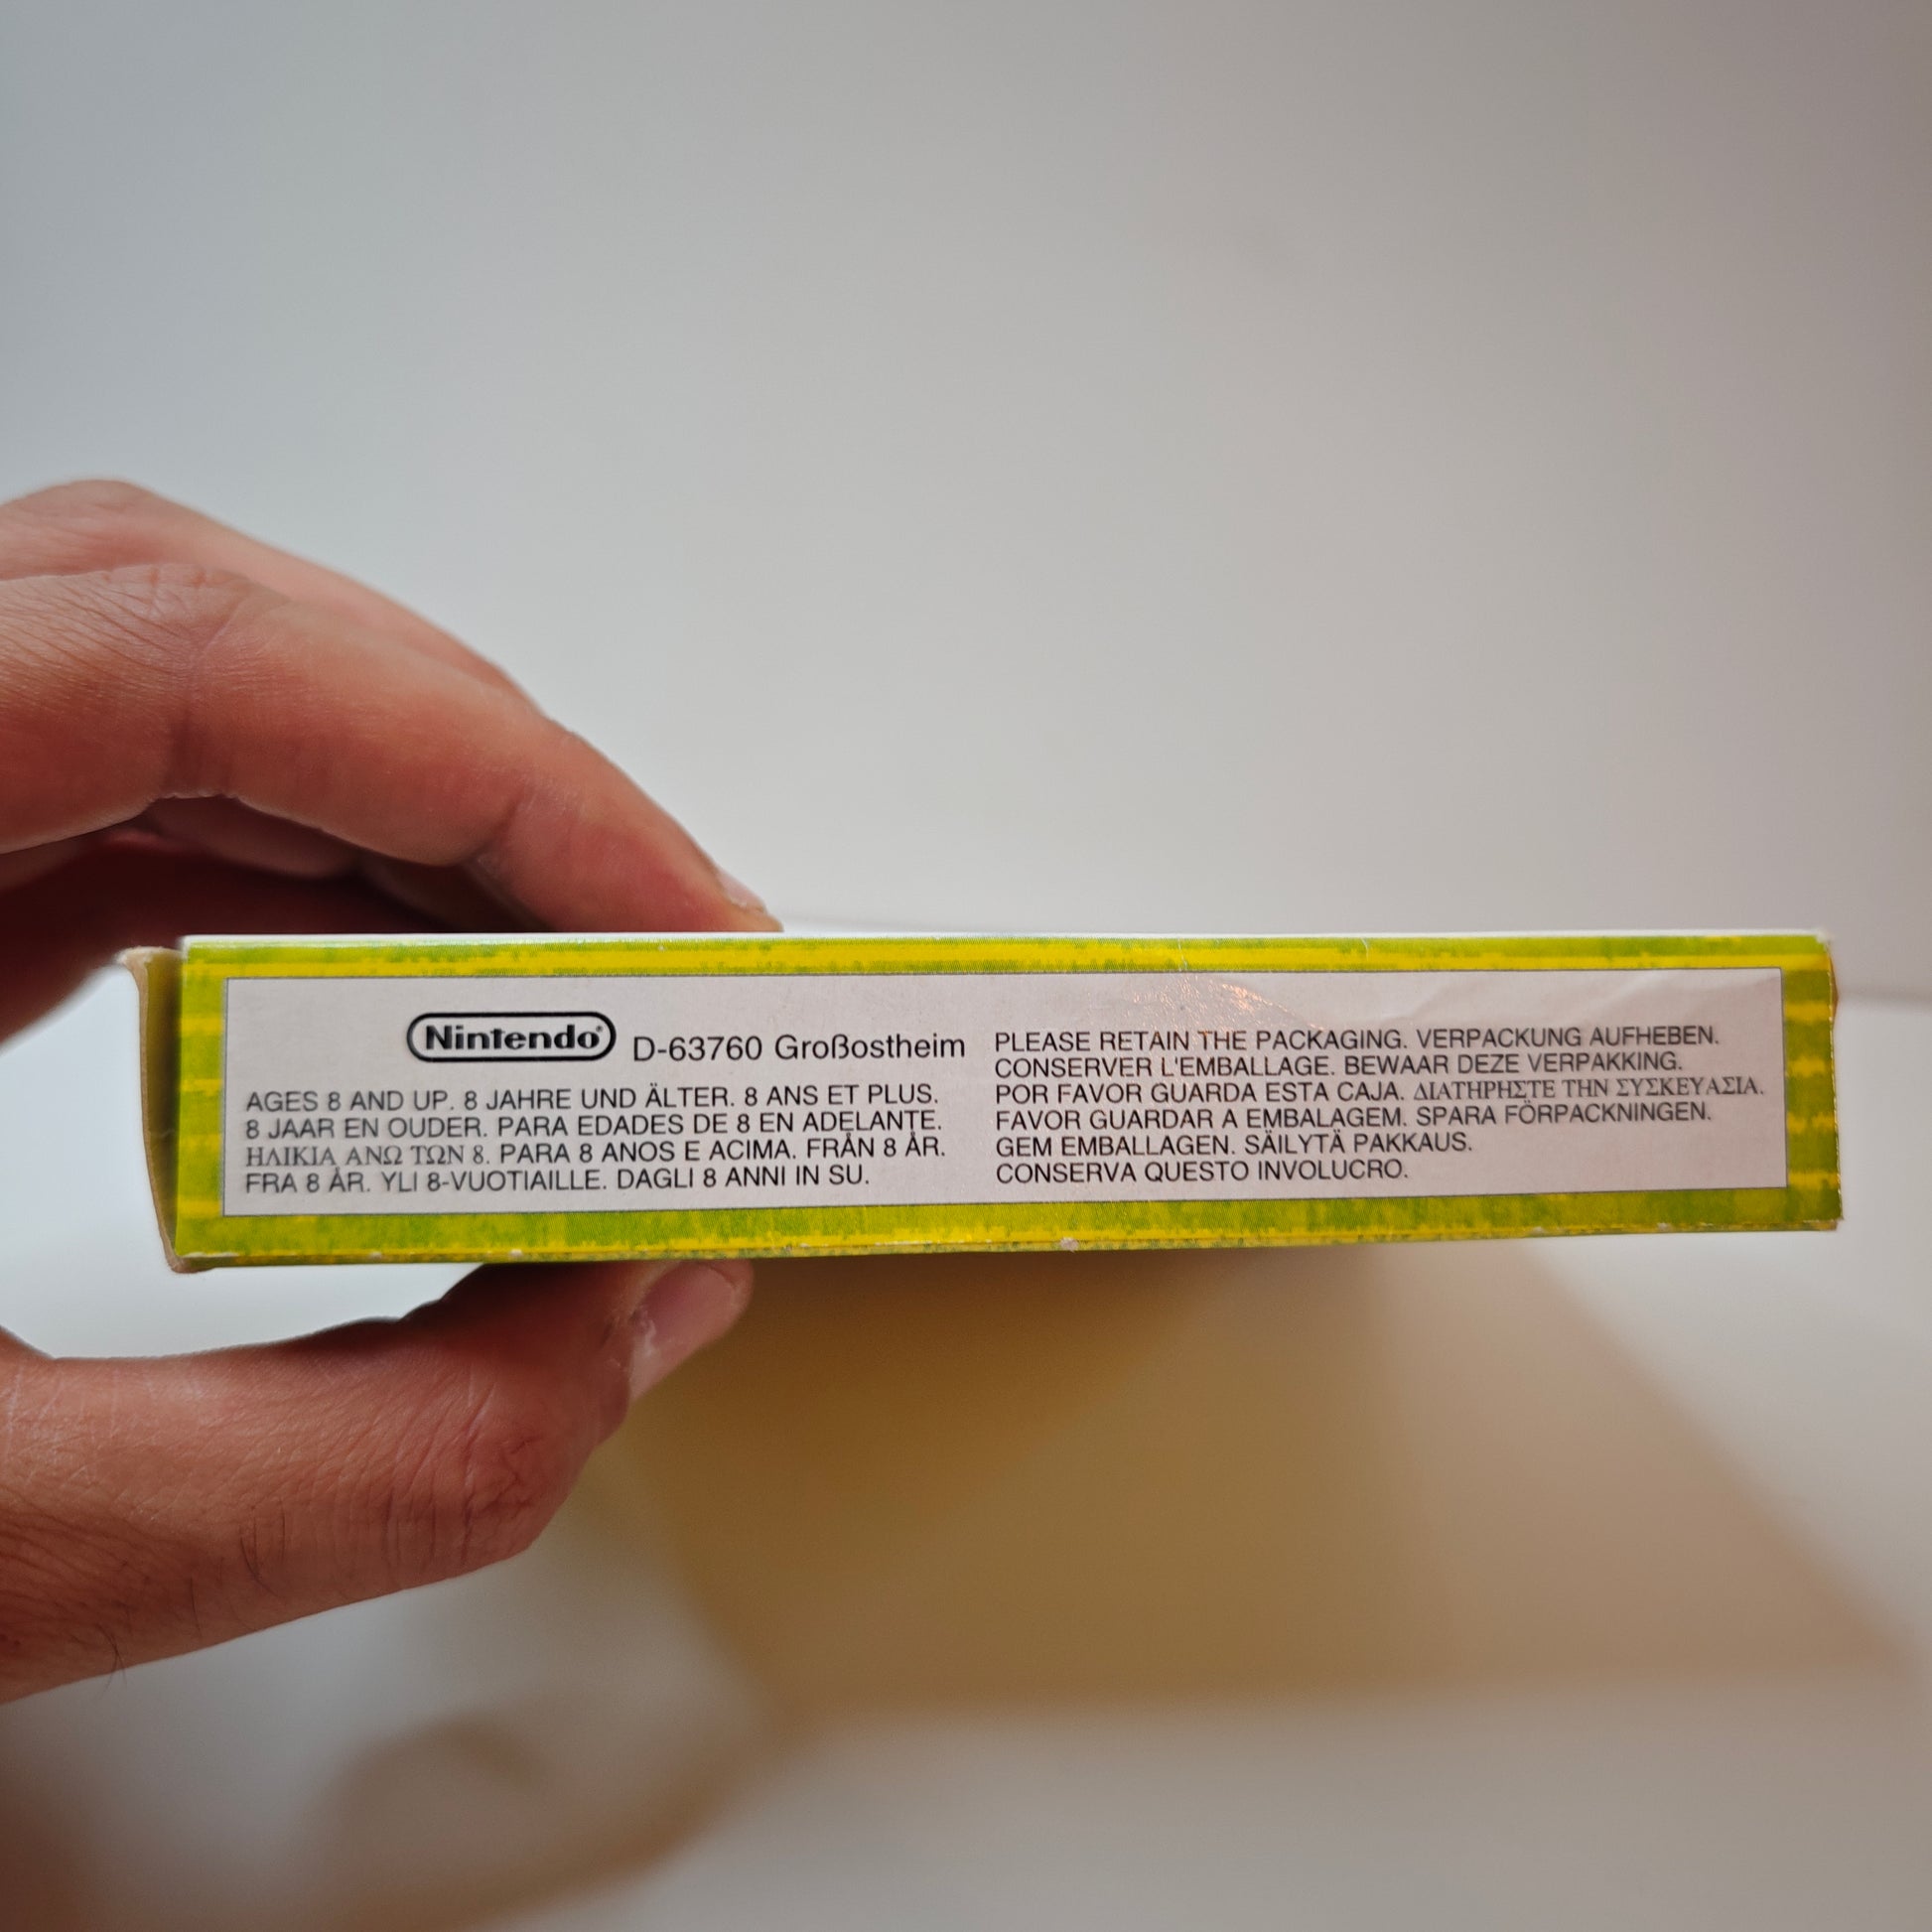 Nintendo® D-63760 Großostheim
AGES 8 AND UP. 8 JAHRE UND ÄLTER. 8 ANS ET PLUS.
8 JAAR EN OUDER. PARA EDADES DE 8 EN ADELANTE.
ΗΛΙΚΙΑ ΑΝΩ ΤΩΝ 8. PARA 8 ANOS E ACIMA. FRÅN 8 ÅR.
FRA 8 ÅR. YLI 8-VUOTIAILLE. DAGLI 8 ANNI IN SU.
PLEASE RETAIN THE PACKAGING. VERPACKUNG AUFHEBEN.
CONSERVER L'EMBALLAGE. BEWAAR DEZE VERPAKKING.
POR FAVOR GUARDA ESTA CAJA. ΔΙΑΤΗΡΗΣΤΕ ΤΗΝ ΣΥΣΚΕΥΑΣΙΑ.
FAVOR GUARDAR A EMBALAGEM. SPARA FÖRPACKNINGEN.
GEM EMBALLAGEN. SÄILYTÄ PAKKAUS.
CONSERVA QUESTO INVOLUCRO.